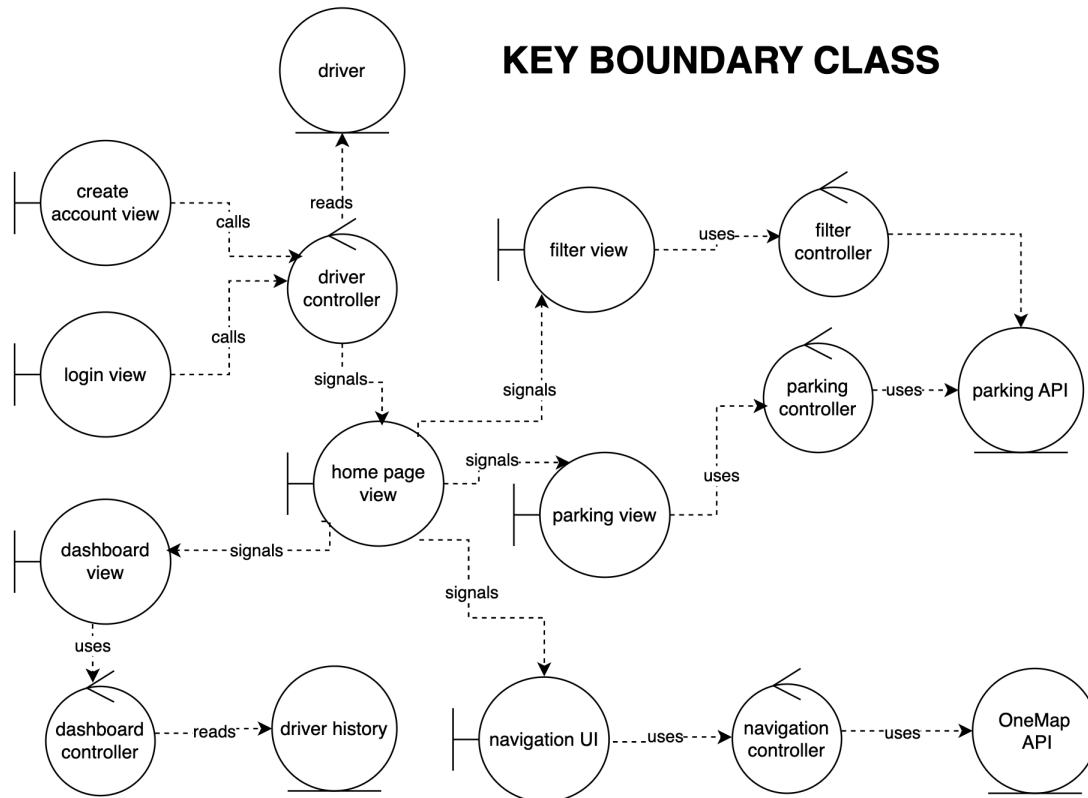 KEY BOUNDARY CLASS
driver
create
account view
calls
reads
driver
controller
login view
calls
signals
filter view
uses
filter
controller
signals
parking
controller
uses
parking API
home page
view
signals
parking view
uses
dashboard
view
signals
signals
uses
dashboard
controller
reads
driver history
navigation UI
uses
navigation
controller
uses
OneMap
API